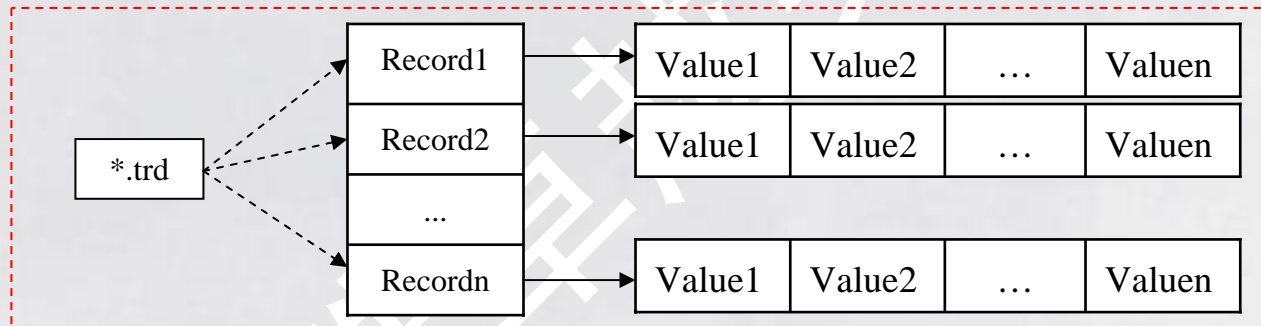 Record1 Value1 Value2 … Valuen
Record2 Value1 Value2 … Valuen
*.trd
...
Recordn Value1 Value2 … Valuen